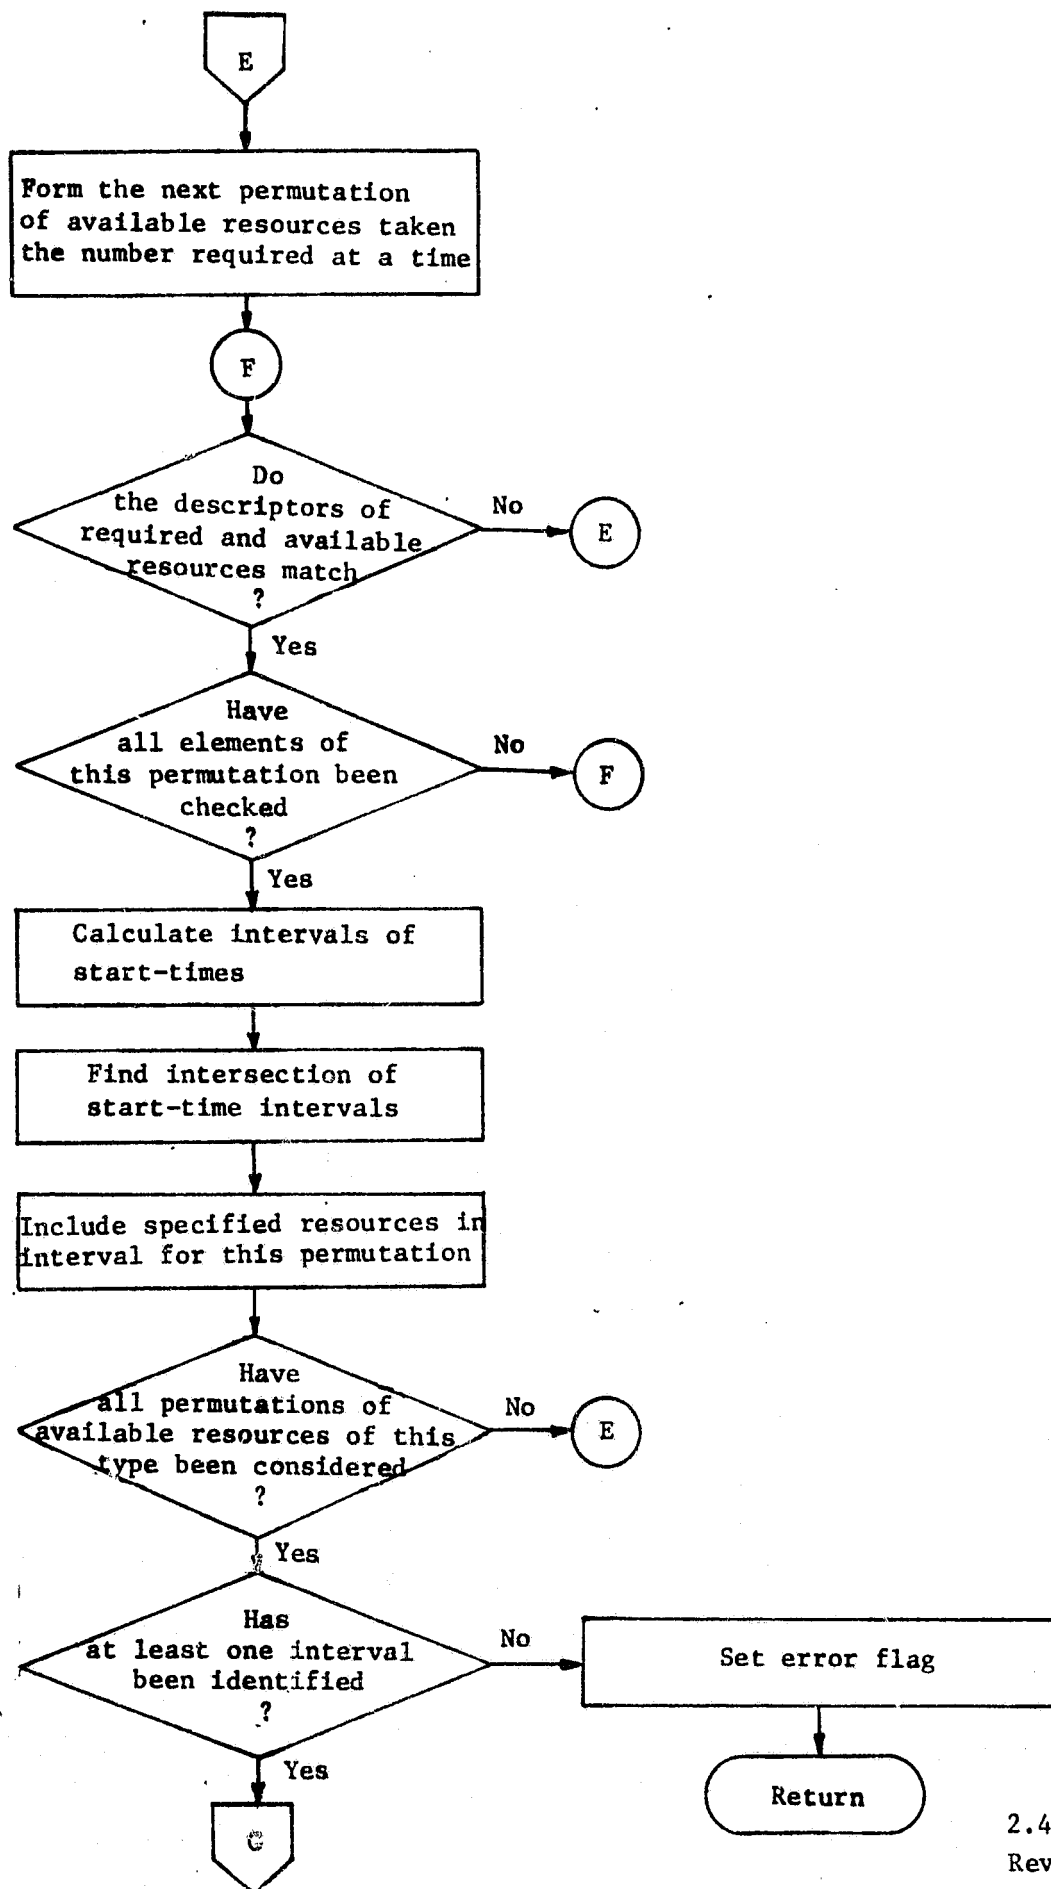 E
Form the next permutation
of available resources taken
the number required at a time
F
Do
the descriptors of
required and available
resources match
?
No
E
Yes
Have
all elements of
this permutation been
checked
?
No
F
Yes
Calculate intervals of
start-times
Find intersection of
start-time intervals
Include specified resources in
interval for this permutation
Have
all permutations of
available resources of this
type been considered
?
No
E
Yes
Has
at least one interval
been identified
?
No
Set error flag
Yes
Return
2.4
Rev